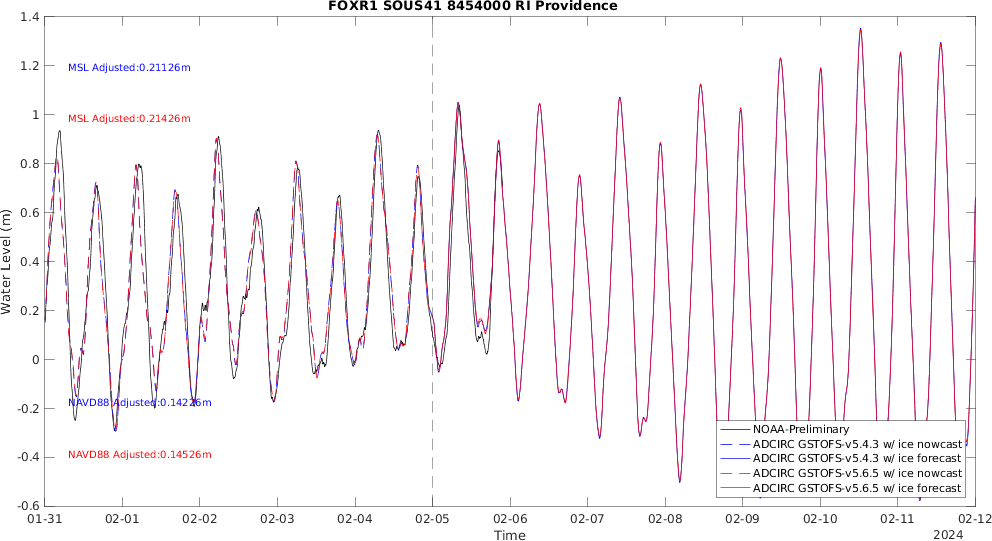 FOXR1 SOUS41 8454000 RI Providence
1.4
1.2
1
0.8
0.6
0.4
0.2
0
-0.2
-0.4
-0.6
Water Level (m)
MSL Adjusted:0.21126m
MSL Adjusted:0.21426m
NAVD88 Adjusted:0.14226m
NAVD88 Adjusted:0.14526m
NOAA-Preliminary
ADCIRC GSTOFS-v5.4.3 w/ ice nowcast
ADCIRC GSTOFS-v5.4.3 w/ ice forecast
ADCIRC GSTOFS-v5.6.5 w/ ice nowcast
ADCIRC GSTOFS-v5.6.5 w/ ice forecast
01-31 02-01 02-02 02-03 02-04 02-05 02-06 02-07 02-08 02-09 02-10 02-11 02-12
Time
2024